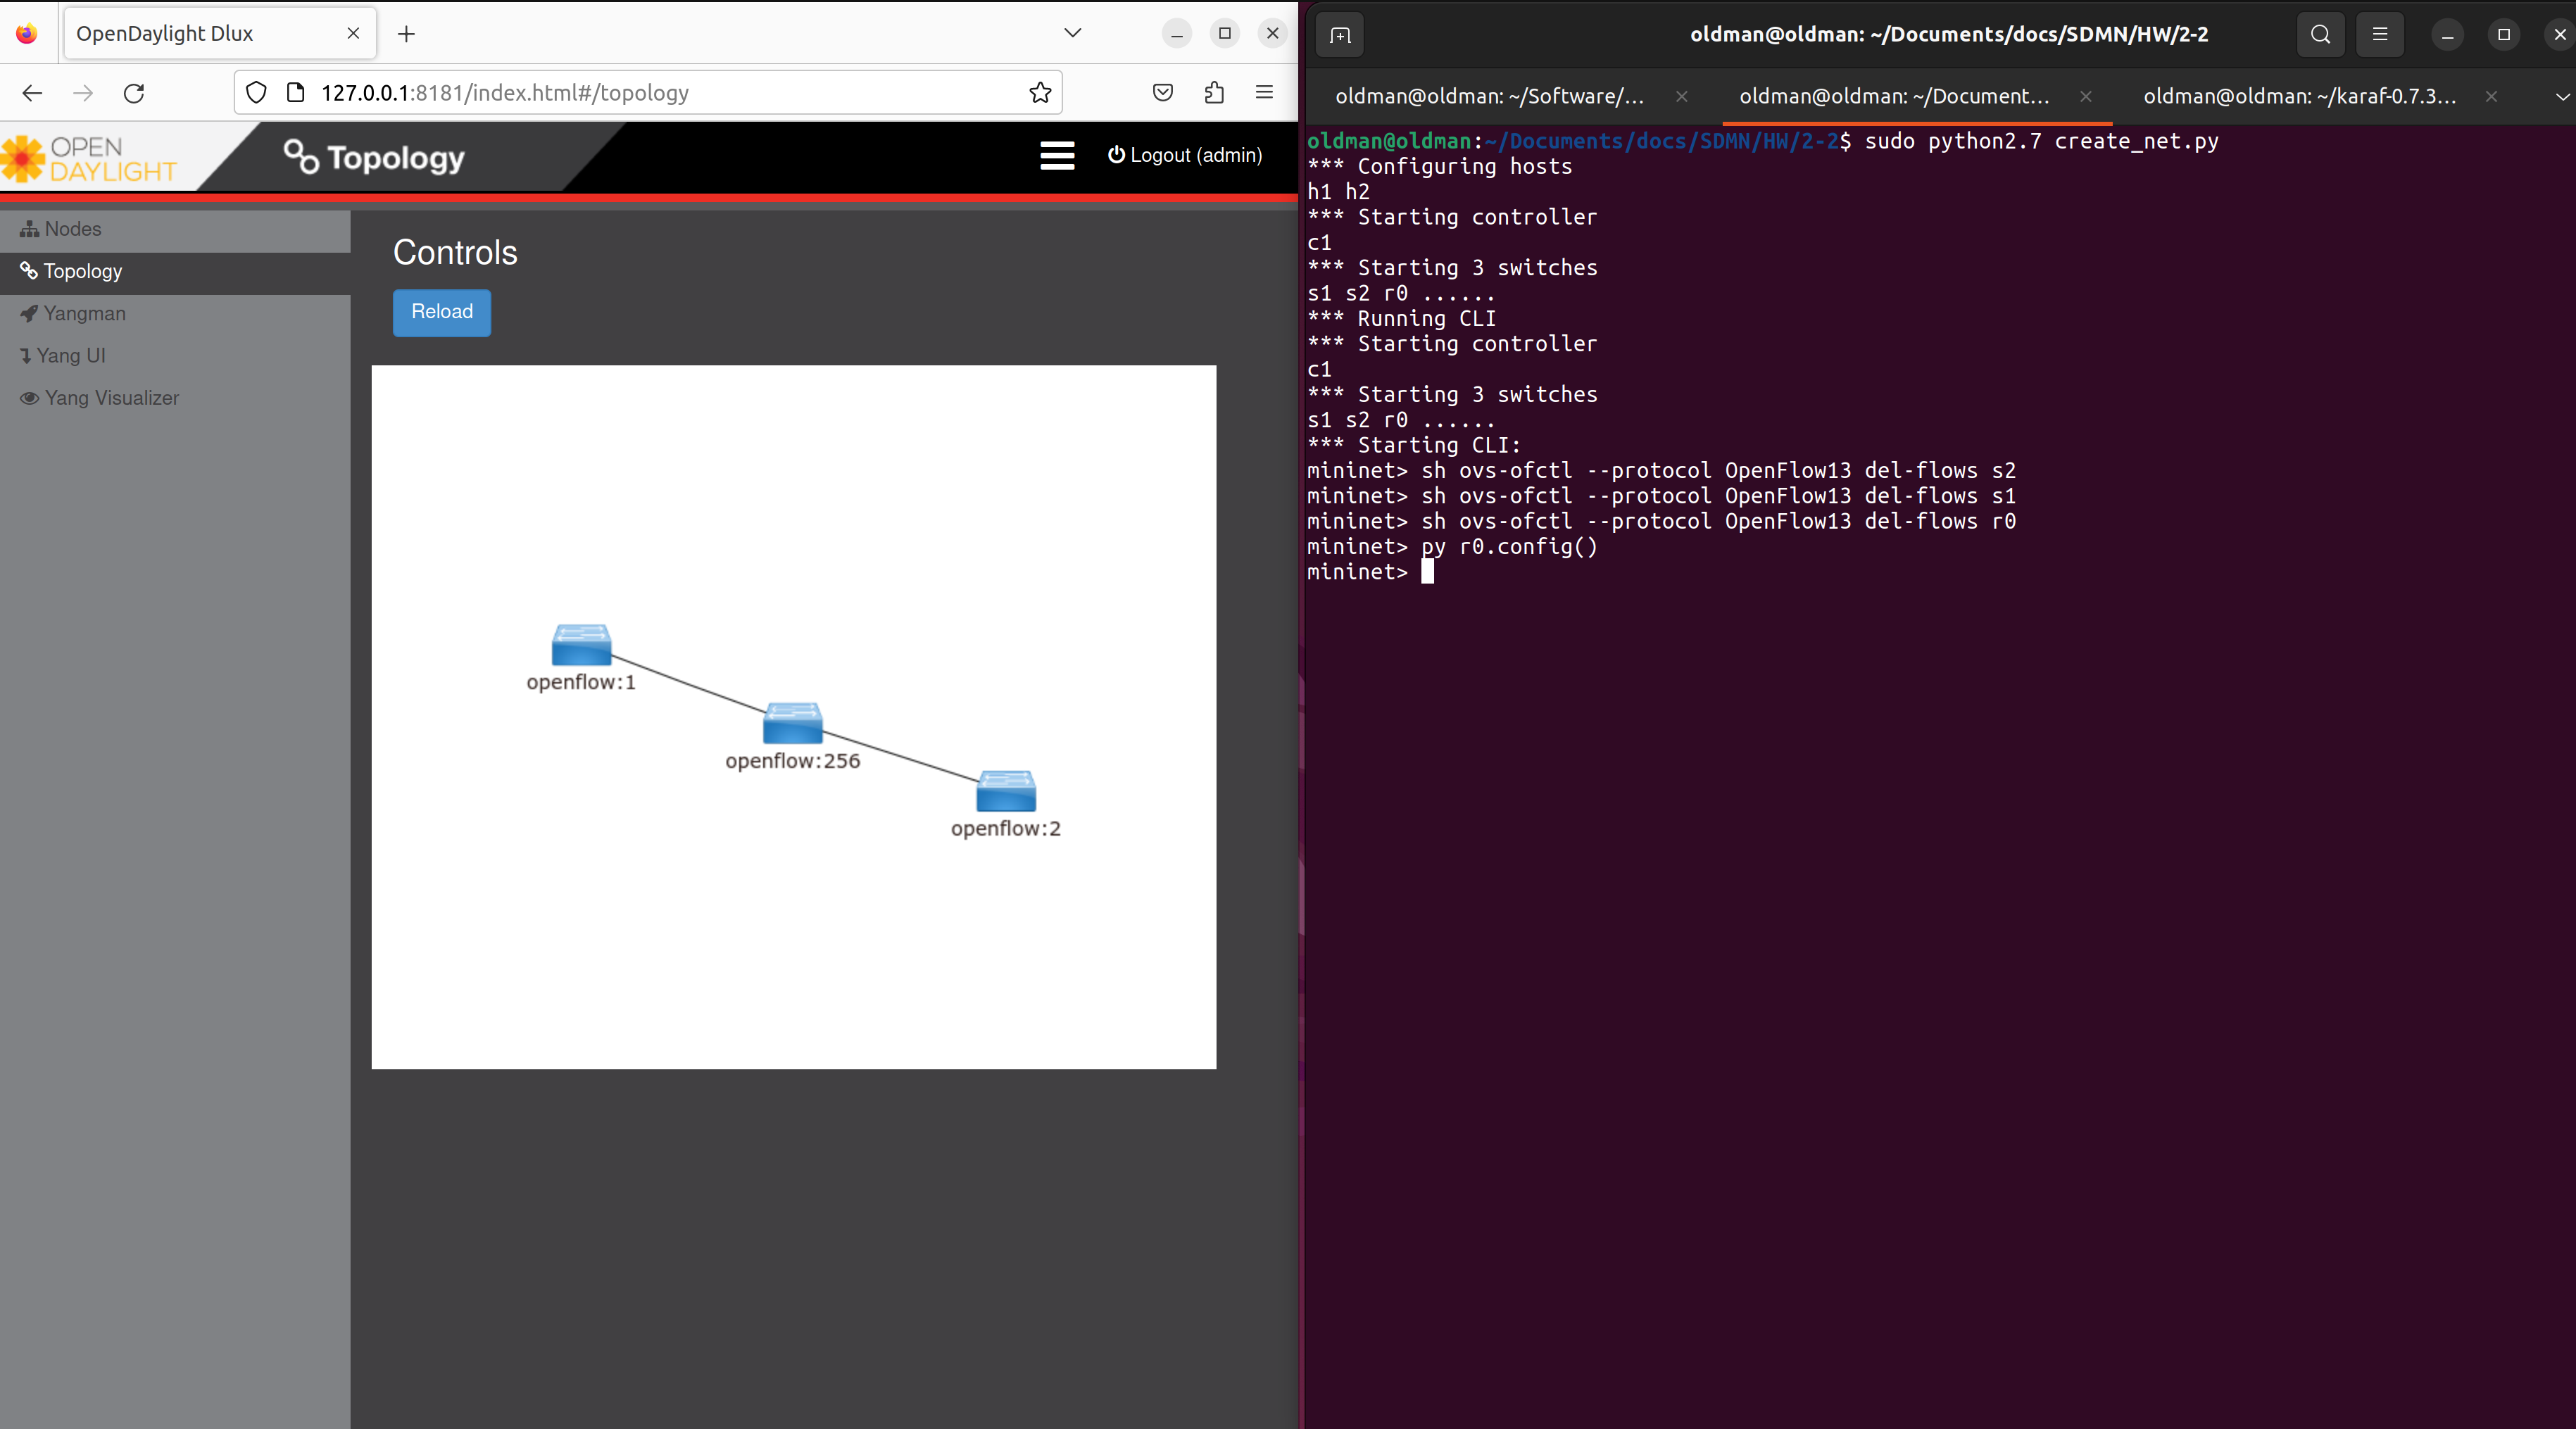 OpenDaylight Dlux
127.0.0.1:8181/index.html#/topology
OPEN
DAYLIGHT
Topology
Logout (admin)
Nodes
Topology
Yangman
Yang UI
Yang Visualizer
Controls
Reload
openflow:1
openflow:256
openflow:2
oldman@oldman: ~/Documents/docs/SDMN/HW/2-2
oldman@oldman: ~/Software/...
oldman@oldman: ~/Document...
oldman@oldman: ~/karaf-0.7.3...
oldman@oldman:~/Documents/docs/SDMN/HW/2-2$ sudo python2.7 create_net.py
*** Configuring hosts
h1 h2
*** Starting controller
c1
*** Starting 3 switches
s1 s2 r0 ......
*** Running CLI
*** Starting controller
c1
*** Starting 3 switches
s1 s2 r0 ......
*** Starting CLI:
mininet> sh ovs-ofctl --protocol OpenFlow13 del-flows s2
mininet> sh ovs-ofctl --protocol OpenFlow13 del-flows s1
mininet> sh ovs-ofctl --protocol OpenFlow13 del-flows r0
mininet> py r0.config()
mininet>